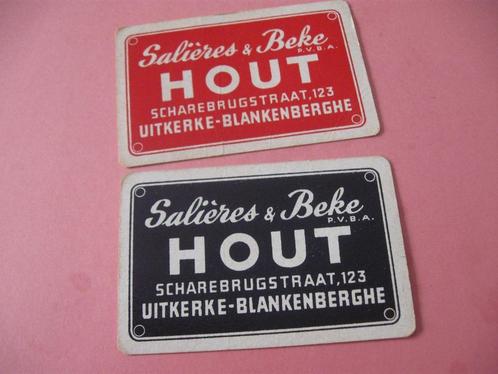 Salières & Beke
P.V.B.A.
HOUT
SCHAREBRUGSTRAAT,123
UITKERKE-BLANKENBERGHE
Salières & Beke
P.V.B.A.
HOUT
SCHAREBRUGSTRAAT,123
UITKERKE-BLANKENBERGHE